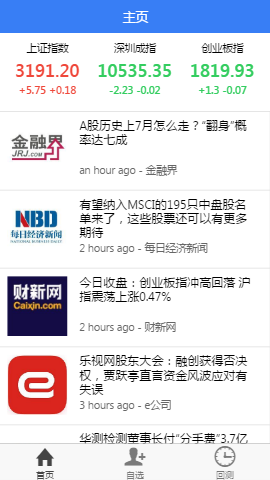 主页
上证指数 深圳成指 创业板指
3191.20 10535.35 1819.93
+5.75 +0.18 -2.23 -0.02 +1.3 -0.07
金融界
JRJ.COM
A股历史上7月怎么走？“翻身”概
率达七成
an hour ago - 金融界
NBD
每日经济新闻
有望纳入MSCI的195只中盘股名
单来了，这些股票还可以有更多
期待
2 hours ago - 每日经济新闻
财新网
Caixin.com
今日收盘：创业板指冲高回落 沪
指震荡上涨0.47%
2 hours ago - 财新网
乐视网股东大会：融创获得否决
权，贾跃亭直言资金风波应对有
失误
3 hours ago - e公司
华测检测董事长付“分手费”3.7亿
首页 自选 回测